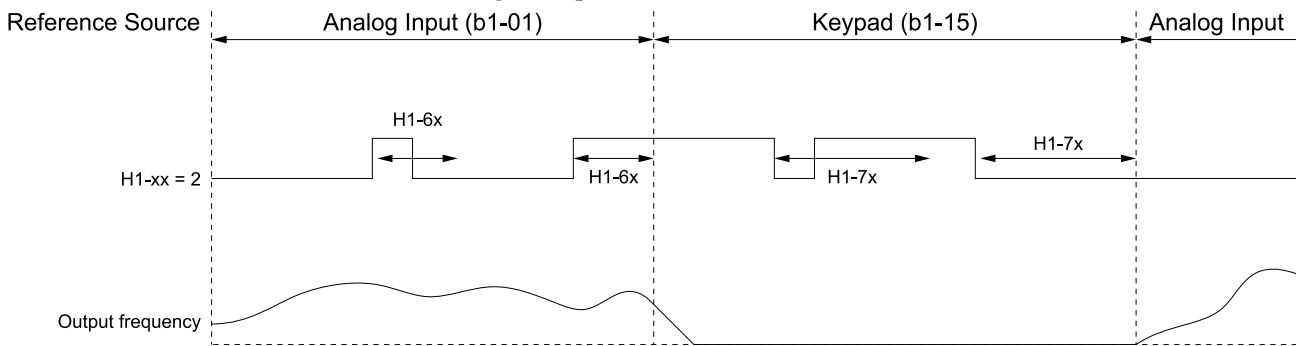 Reference Source Analog Input (b1-01) Keypad (b1-15) Analog Input
H1-6x
H1-7x
H1-xx = 2 H1-6x H1-7x
Output frequency